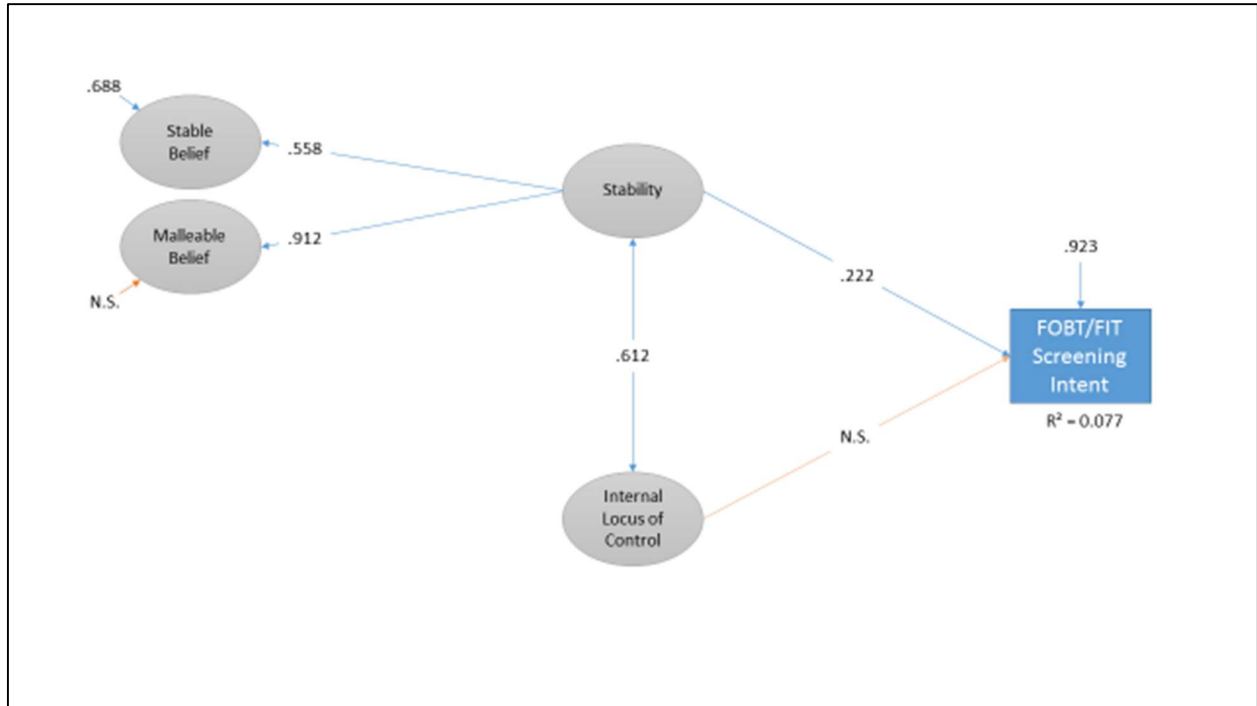 .688
Stable
Belief
.558
Stability
Malleable
Belief
.912
N.S.
.222
.923
FOBT/FIT
Screening
Intent
R² = 0.077
.612
N.S.
Internal
Locus of
Control